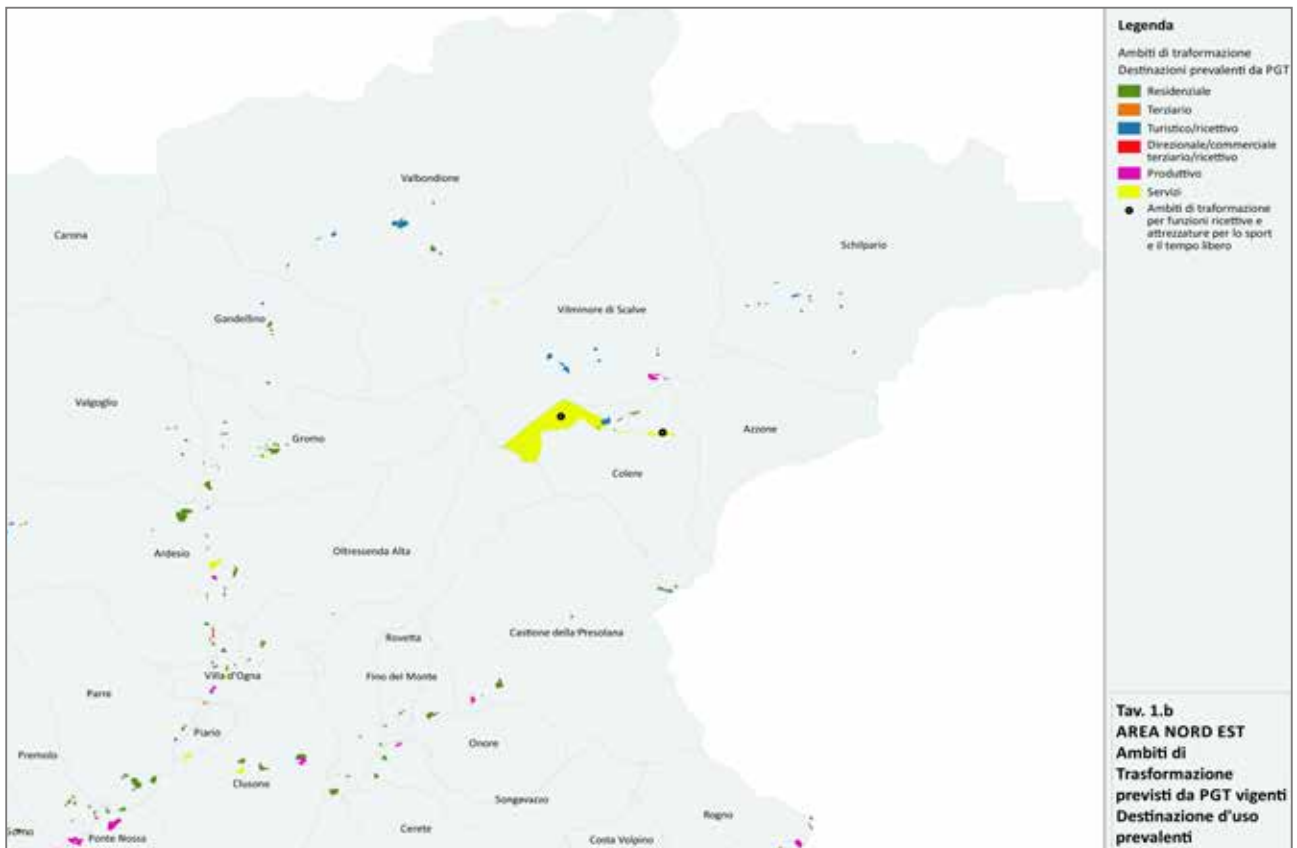 Legenda
Ambiti di traformazione
Destinazioni prevalenti da PGT
Residenziale
Terziario
Turistico/ricettivo
Direzionale/commerciale
terziario/ricettivo
Produttivo
Servizi
Ambiti di traformazione
per funzioni ricettive e
attrezzature per lo sport
e il tempo libero
Valbondione
Carona
Schilpario
Gandellino
Vilminore di Scalve
Valgoglio
Gromo
Azzone
Colere
Ardesio
Oltressenda Alta
Rovetta
Castione della Presolana
Villa d'Ogna
Fino del Monte
Parre
Piario
Premolo
Onore
Clusone
Songavazzo
Rogno
Cerete
Ponte Nossa
Costa Volpino
Tav. 1.b
AREA NORD EST
Ambiti di
Trasformazione
previsti da PGT vigenti
Destinazione d'uso
prevalenti